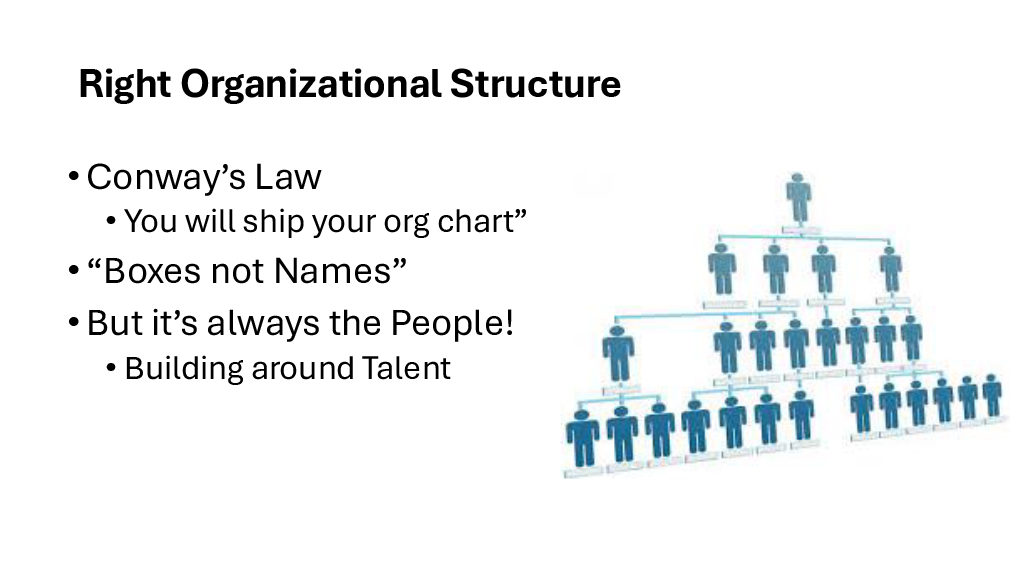 Right Organizational Structure
• Conway’s Law
• You will ship your org chart”
• “Boxes not Names”
• But it’s always the People!
• Building around Talent